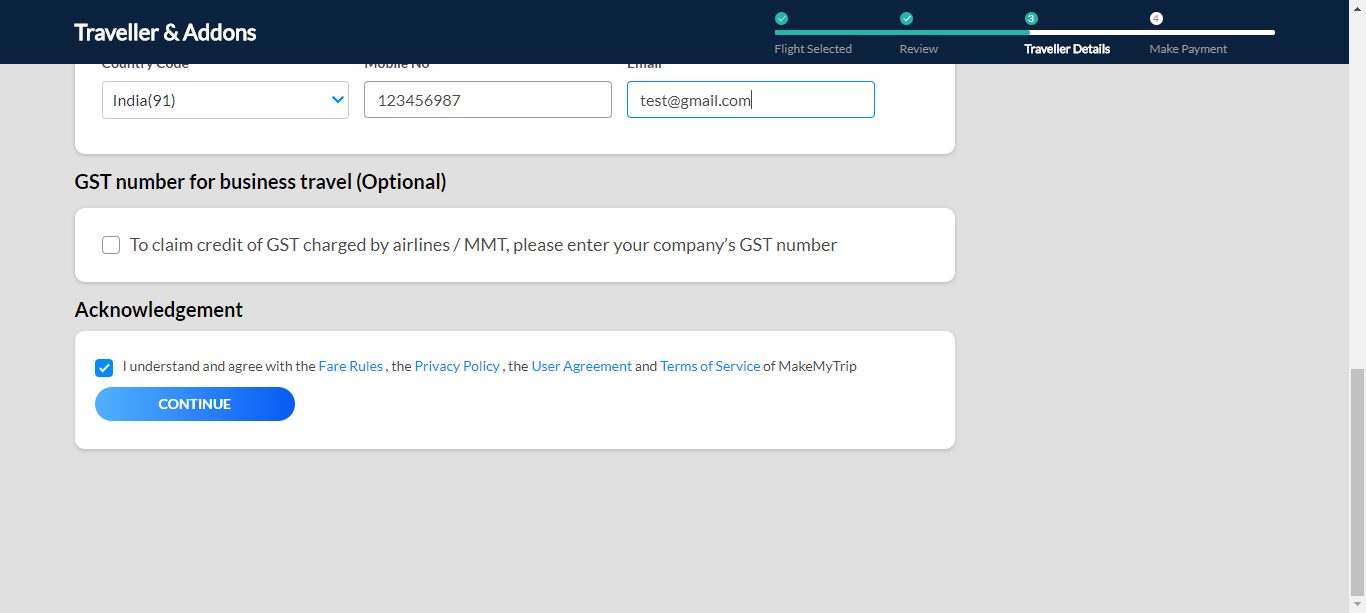 Traveller & Addons
3
4
Flight Selected
Review
Traveller Details
Make Payment
Country Code
Mobile No
Email
India(91)
123456987
test@gmail.com
GST number for business travel (Optional)
To claim credit of GST charged by airlines / MMT, please enter your company’s GST number
Acknowledgement
I understand and agree with the Fare Rules , the Privacy Policy , the User Agreement and Terms of Service of MakeMyTrip
CONTINUE